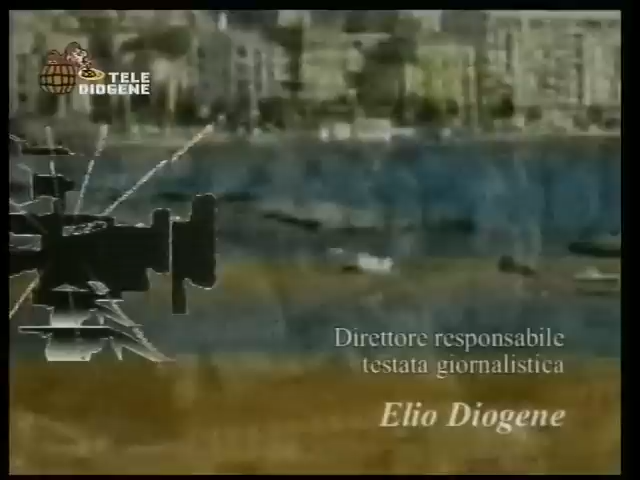 TELE
DIOGENE
Direttore responsabile
testata giornalistica
Elio Diogene